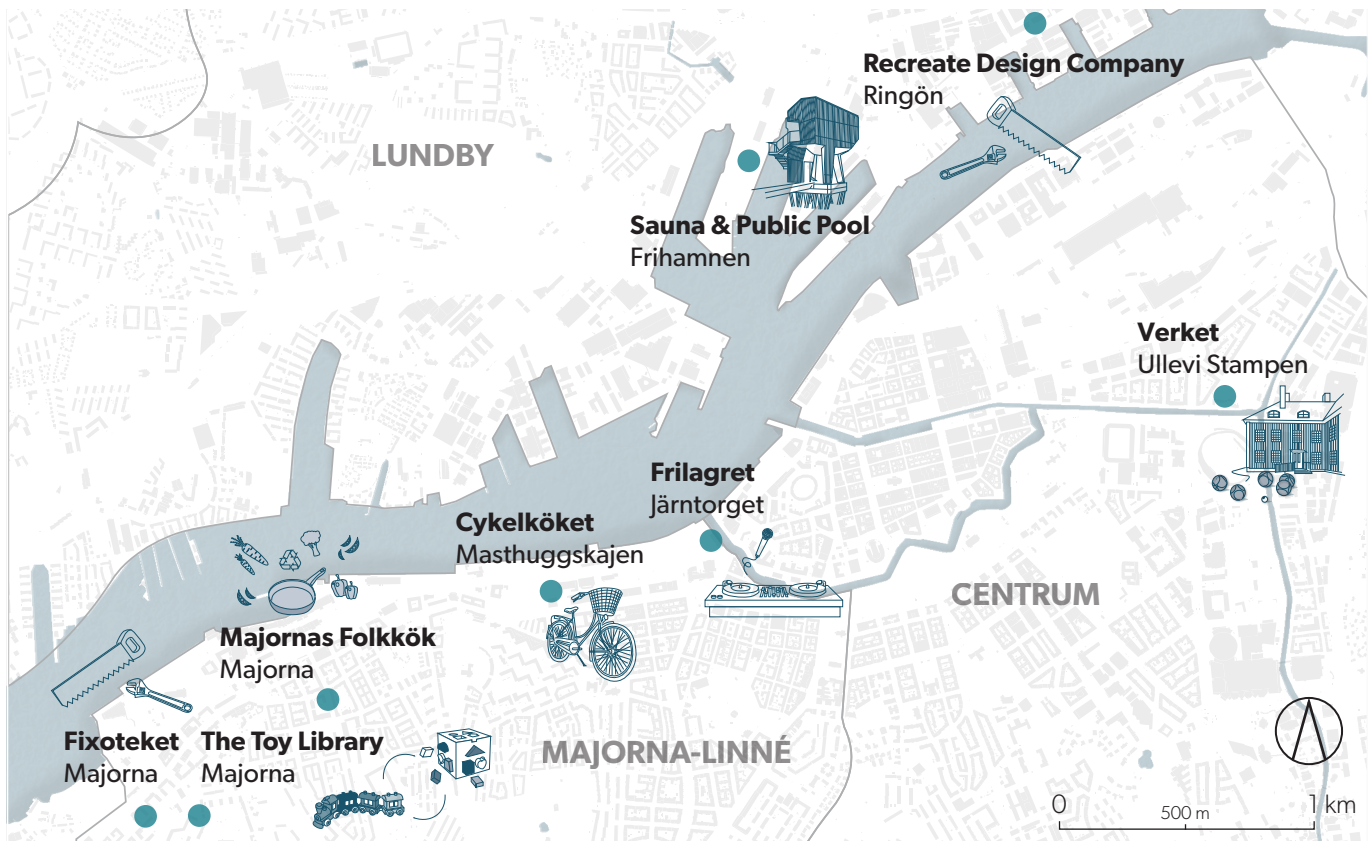 Recreate Design Company
Ringön
LUNDBY
Sauna & Public Pool
Frihamnen
Verket
Ullevi Stampen
Frilagret
Järntorget
Cykelköket
Masthuggskajen
CENTRUM
Majornas Folkkök
Majorna
Fixoteket
Majorna
The Toy Library
Majorna
MAJORNA-LINNÉ
0
500 m
1 km